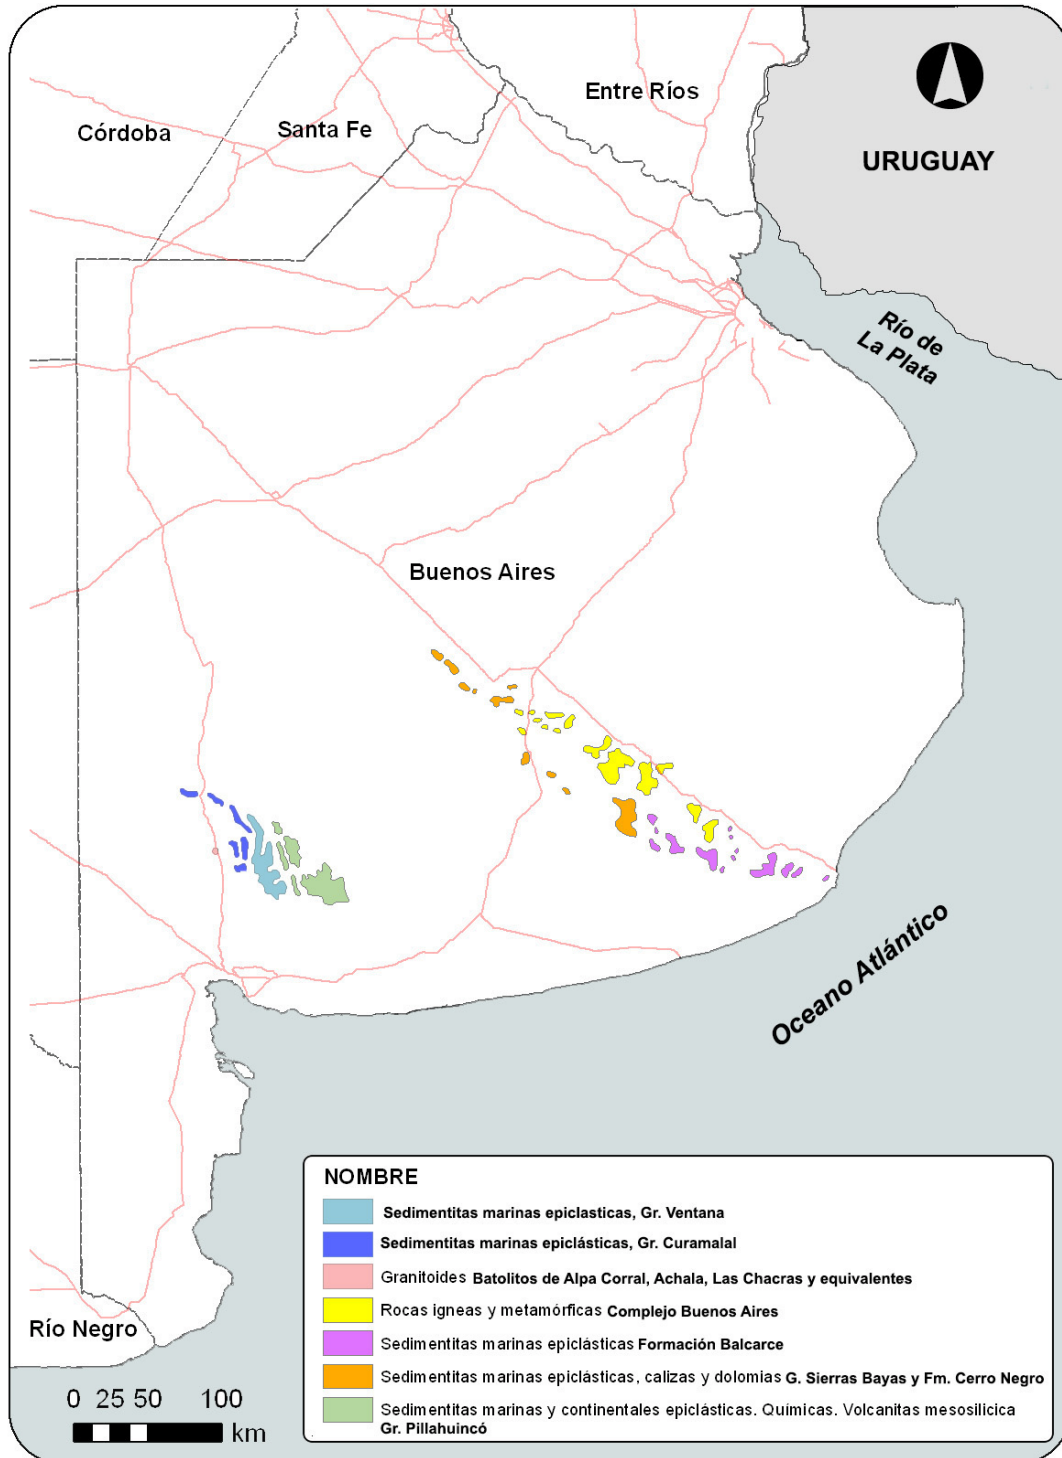 Entre Ríos
Córdoba
Santa Fe
URUGUAY
Río de
La Plata
Buenos Aires
Oceano Atlántico
Río Negro
NOMBRE
Sedimentitas marinas epiclasticas, Gr. Ventana
Sedimentitas marinas epiclásticas, Gr. Curamalal
Granitoides Batolitos de Alpa Corral, Achala, Las Chacras y equivalentes
Rocas igneas y metamórficas Complejo Buenos Aires
Sedimentitas marinas epiclásticas Formación Balcarce
Sedimentitas marinas epiclásticas, calizas y dolomias G. Sierras Bayas y Fm. Cerro Negro
Sedimentitas marinas y continentales epiclásticas. Químicas. Volcanitas mesosilicica
Gr. Pillahuincó
0 25 50 100
km